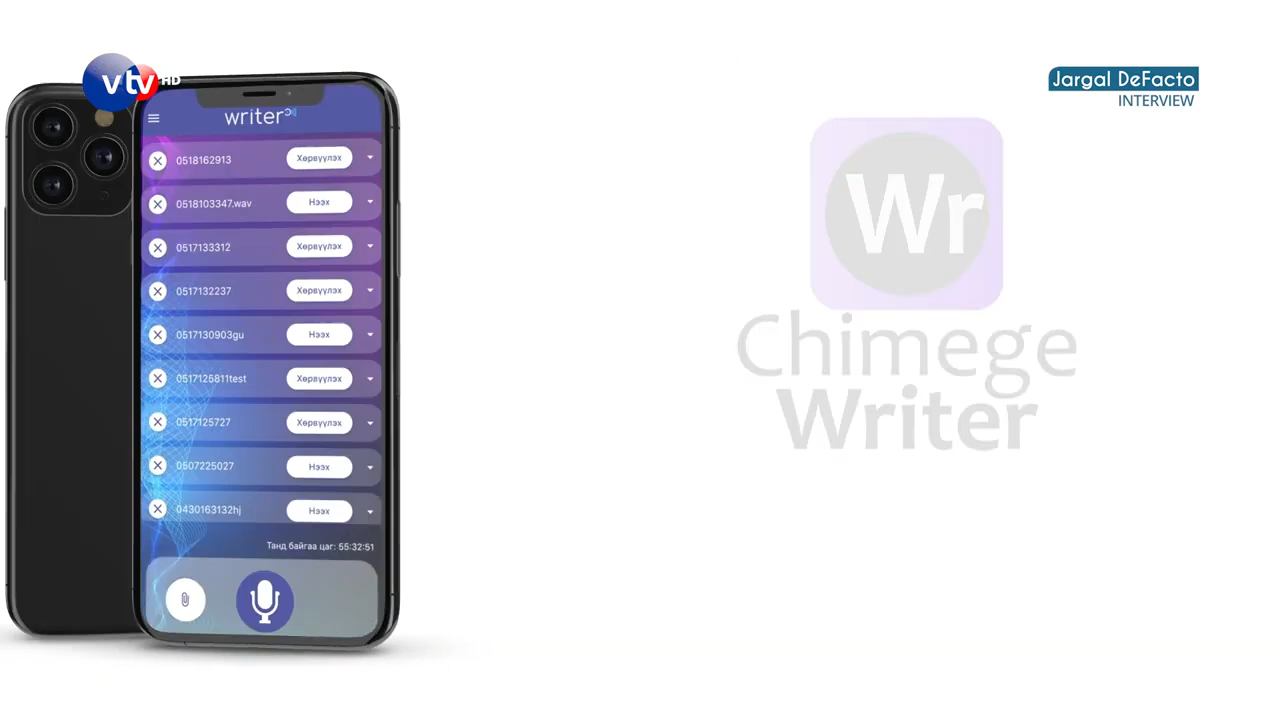 vtv HD
Jargal DeFacto
INTERVIEW
writer
0518162913 Хөрвүүлэх
0518103347.wav Нээх
0517133312 Хөрвүүлэх
0517132237 Хөрвүүлэх
0517130903gu Нээх
0517125811test Хөрвүүлэх
0517125727 Хөрвүүлэх
0507225027 Нээх
0430163132hj Нээх
Танд байгаа цаг: 55:32:51
Wr
Chimege
Writer